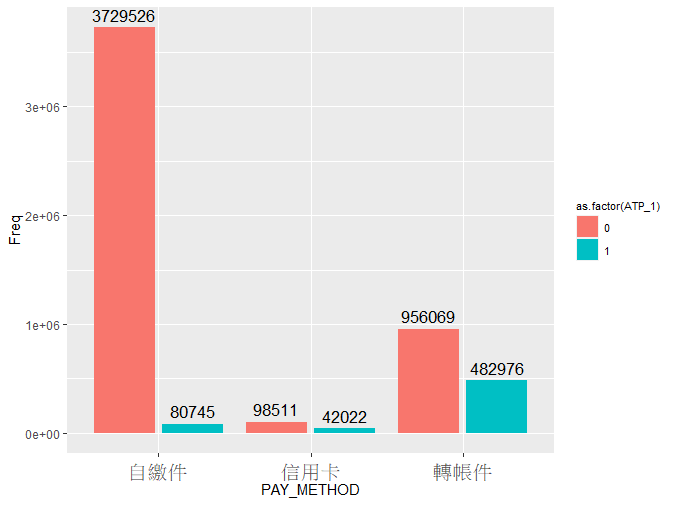 3729526
3e+06
2e+06
1e+06
0e+00
Freq
80745
98511
42022
956069
482976
自繳件
信用卡
轉帳件
PAY_METHOD
as.factor(ATP_1)
0
1